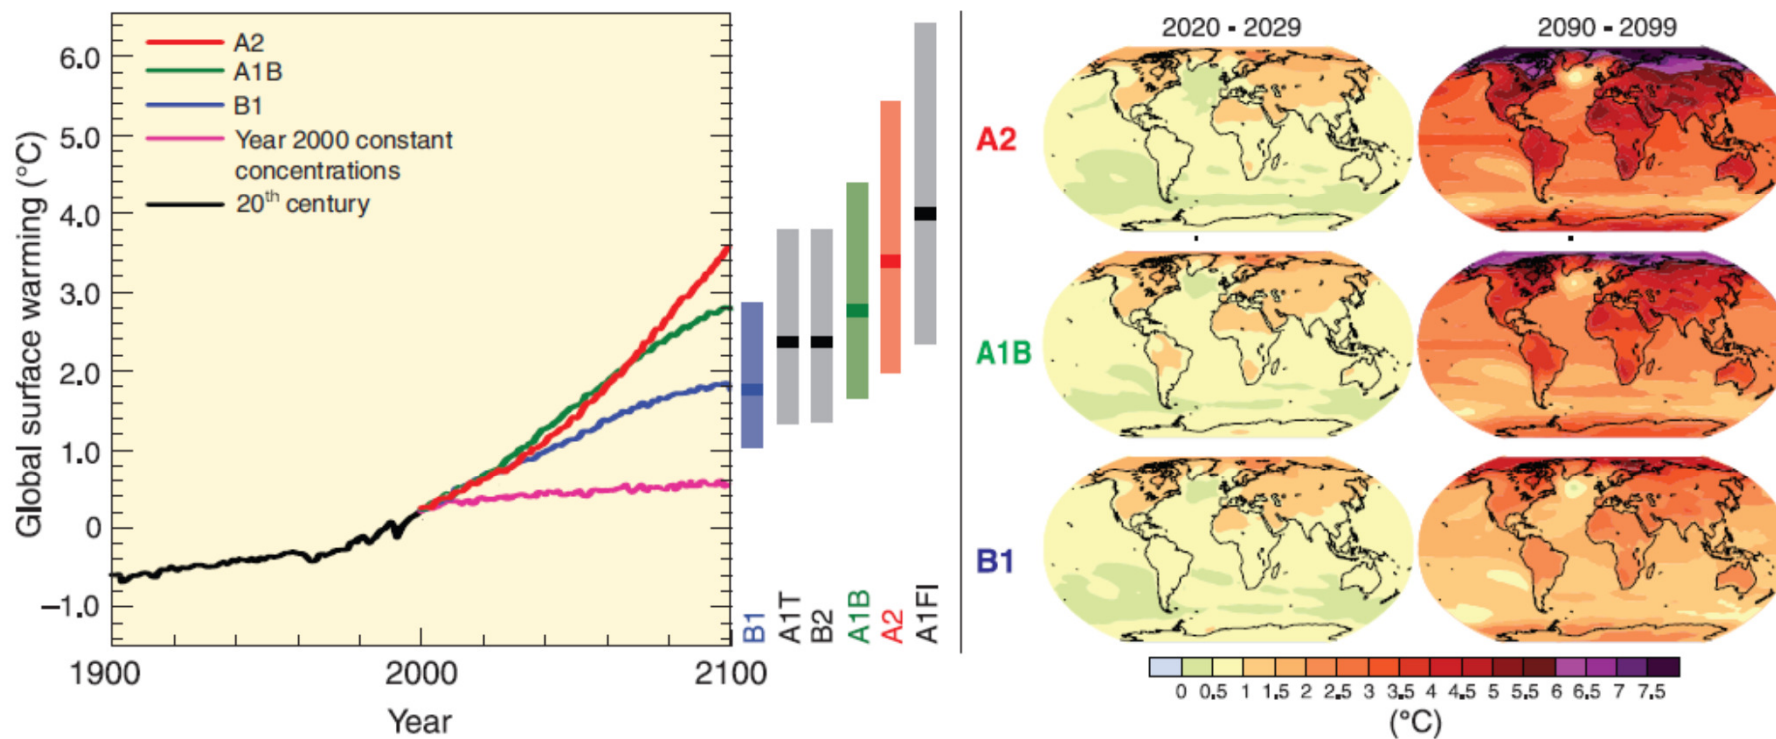 Global surface warming (°C)
6.0
5.0
4.0
3.0
2.0
1.0
0
–1.0
A2
A1B
B1
Year 2000 constant
concentrations
20th century
1900
2000
2100
Year
B1
A1T
B2
A1B
A2
A1FI
2020 - 2029
2090 - 2099
A2
A1B
B1
0 0.5 1 1.5 2 2.5 3 3.5 4 4.5 5 5.5 6 6.5 7 7.5
(°C)